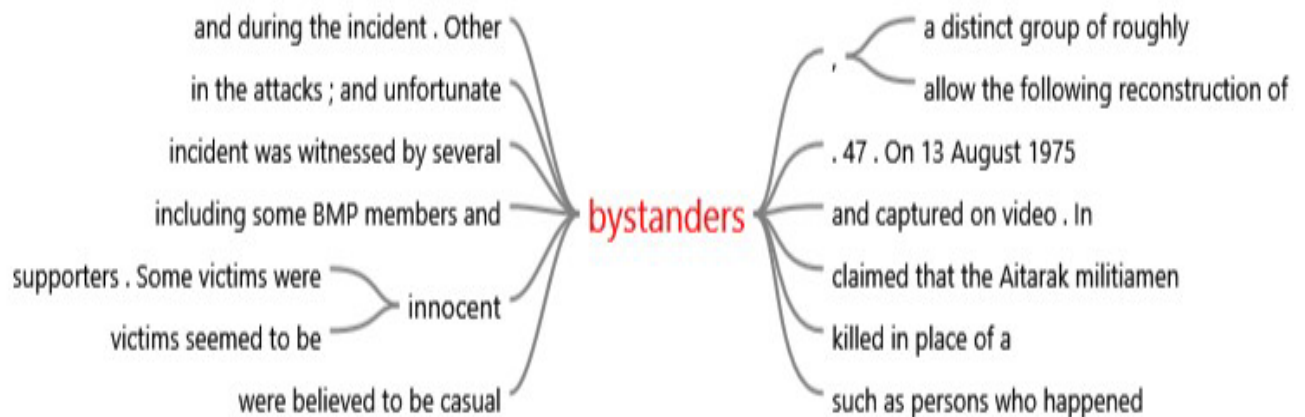 and during the incident . Other
in the attacks ; and unfortunate
incident was witnessed by several
including some BMP members and
supporters . Some victims were
victims seemed to be
innocent
were believed to be casual
bystanders
,
a distinct group of roughly
allow the following reconstruction of
. 47 . On 13 August 1975
and captured on video . In
claimed that the Aitarak militiamen
killed in place of a
such as persons who happened